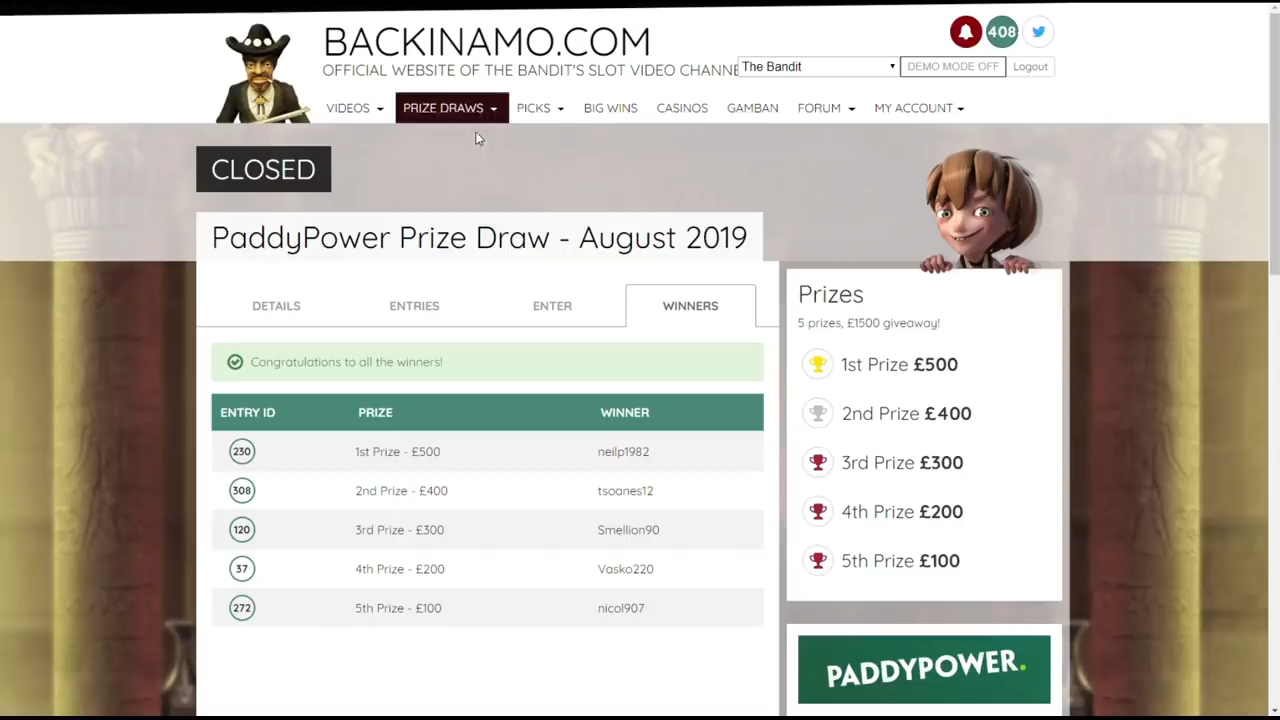 BACKINAMO.COM
OFFICIAL WEBSITE OF THE BANDIT'S SLOT VIDEO CHANNE
408
The Bandit
DEMO MODE OFF
Logout
VIDEOS
PRIZE DRAWS
PICKS
BIG WINS
CASINOS
GAMBAN
FORUM
MY ACCOUNT
CLOSED
PaddyPower Prize Draw - August 2019
DETAILS
ENTRIES
ENTER
WINNERS
Congratulations to all the winners!
ENTRY ID PRIZE WINNER
230 1st Prize - £500 neilp1982
308 2nd Prize - £400 tsoanes12
120 3rd Prize - £300 Smellion90
37 4th Prize - £200 Vasko220
272 5th Prize - £100 nicol907
Prizes
5 prizes, £1500 giveaway!
1st Prize £500
2nd Prize £400
3rd Prize £300
4th Prize £200
5th Prize £100
PADDYPOWER.